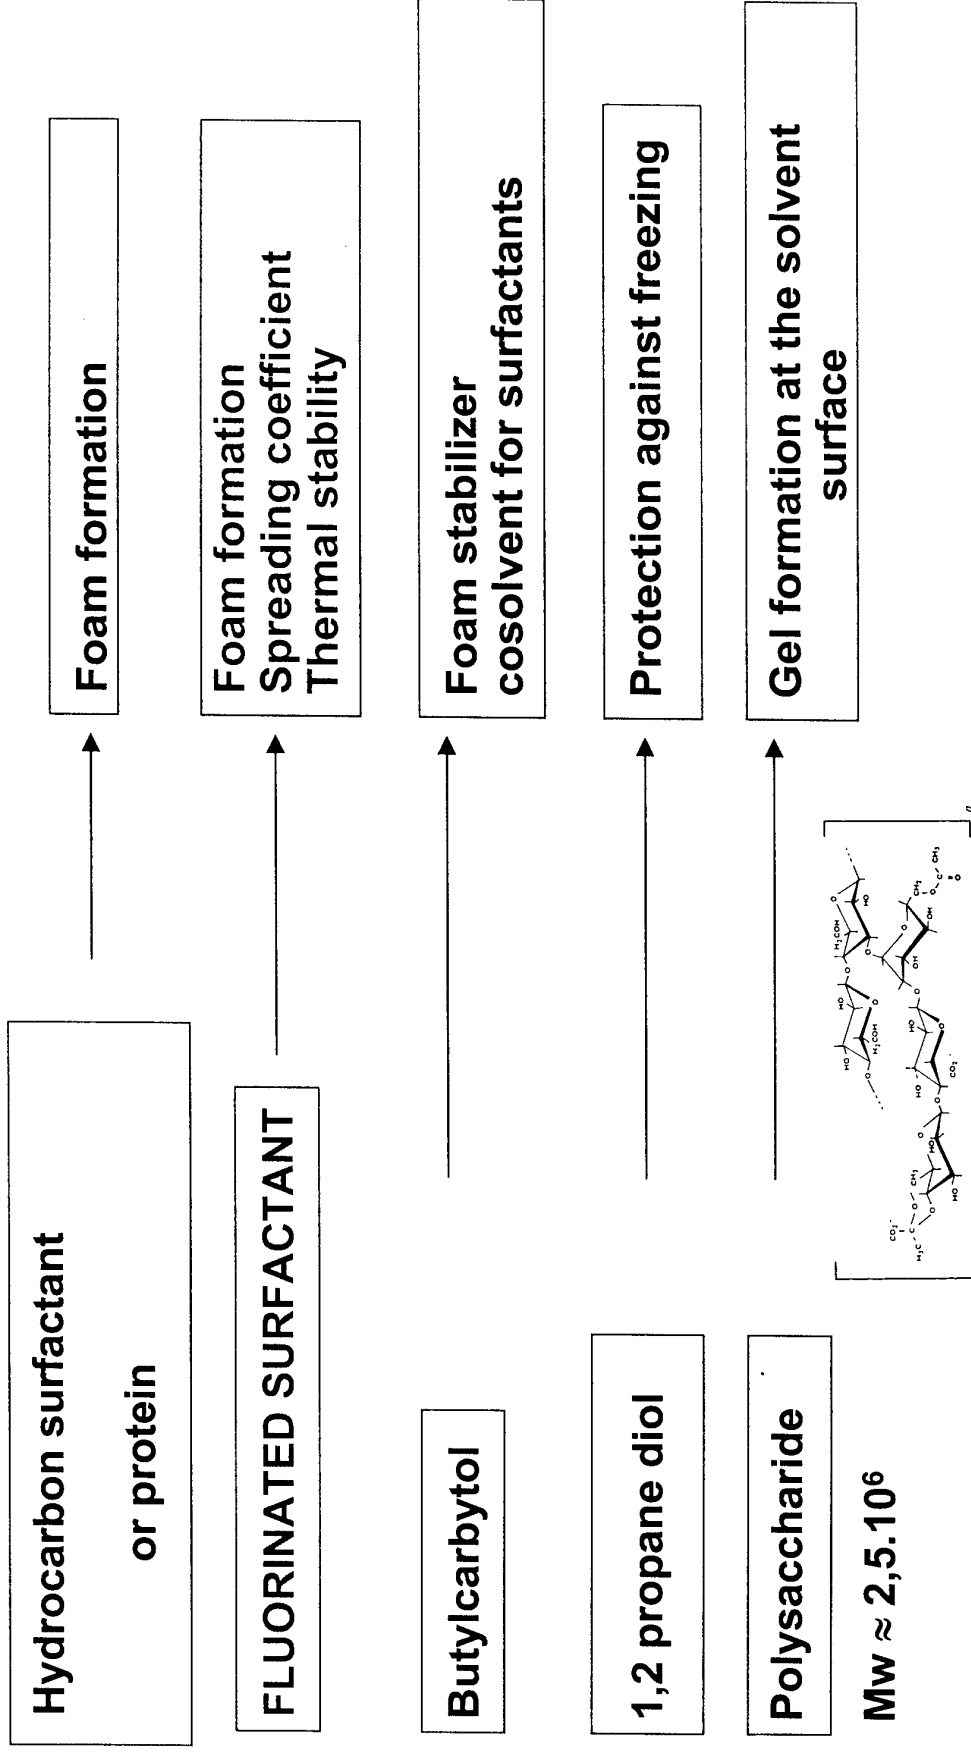 Hydrocarbon surfactant
or protein
Foam formation
FLUORINATED SURFACTANT
Foam formation
Spreading coefficient
Thermal stability
Butylcarbytol
Foam stabilizer
cosolvent for surfactants
1,2 propane diol
Protection against freezing
Polysaccharide
Gel formation at the solvent
surface
Mw ≈ 2,5.10⁶